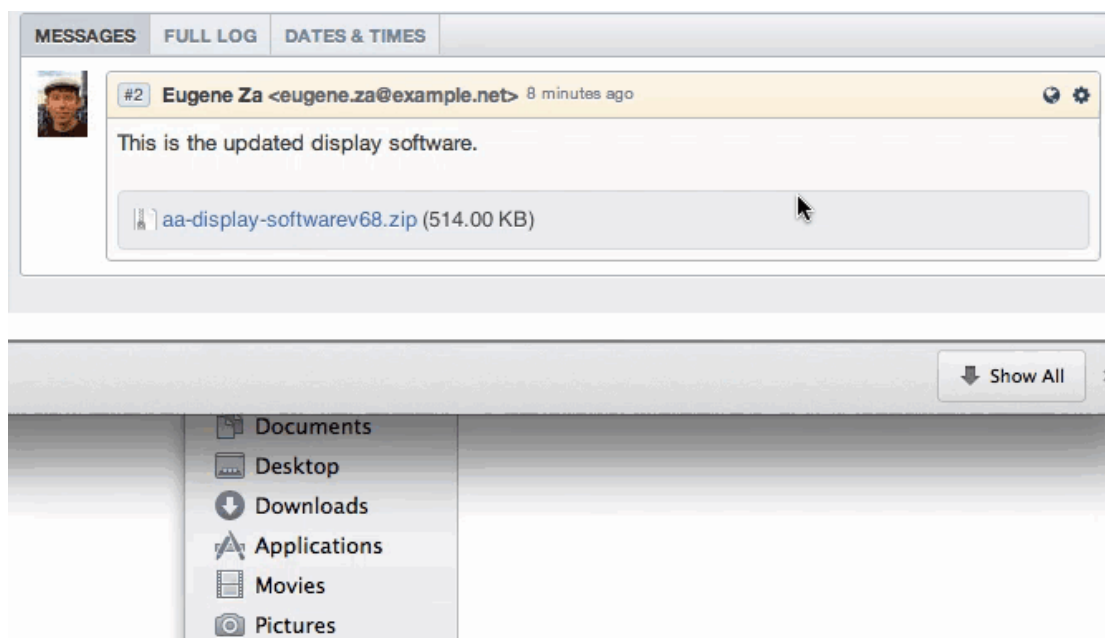 MESSAGES FULL LOG DATES & TIMES
#2 Eugene Za <eugene.za@example.net> 8 minutes ago
This is the updated display software.
aa-display-softwarev68.zip (514.00 KB)
Show All
Documents
Desktop
Downloads
Applications
Movies
Pictures